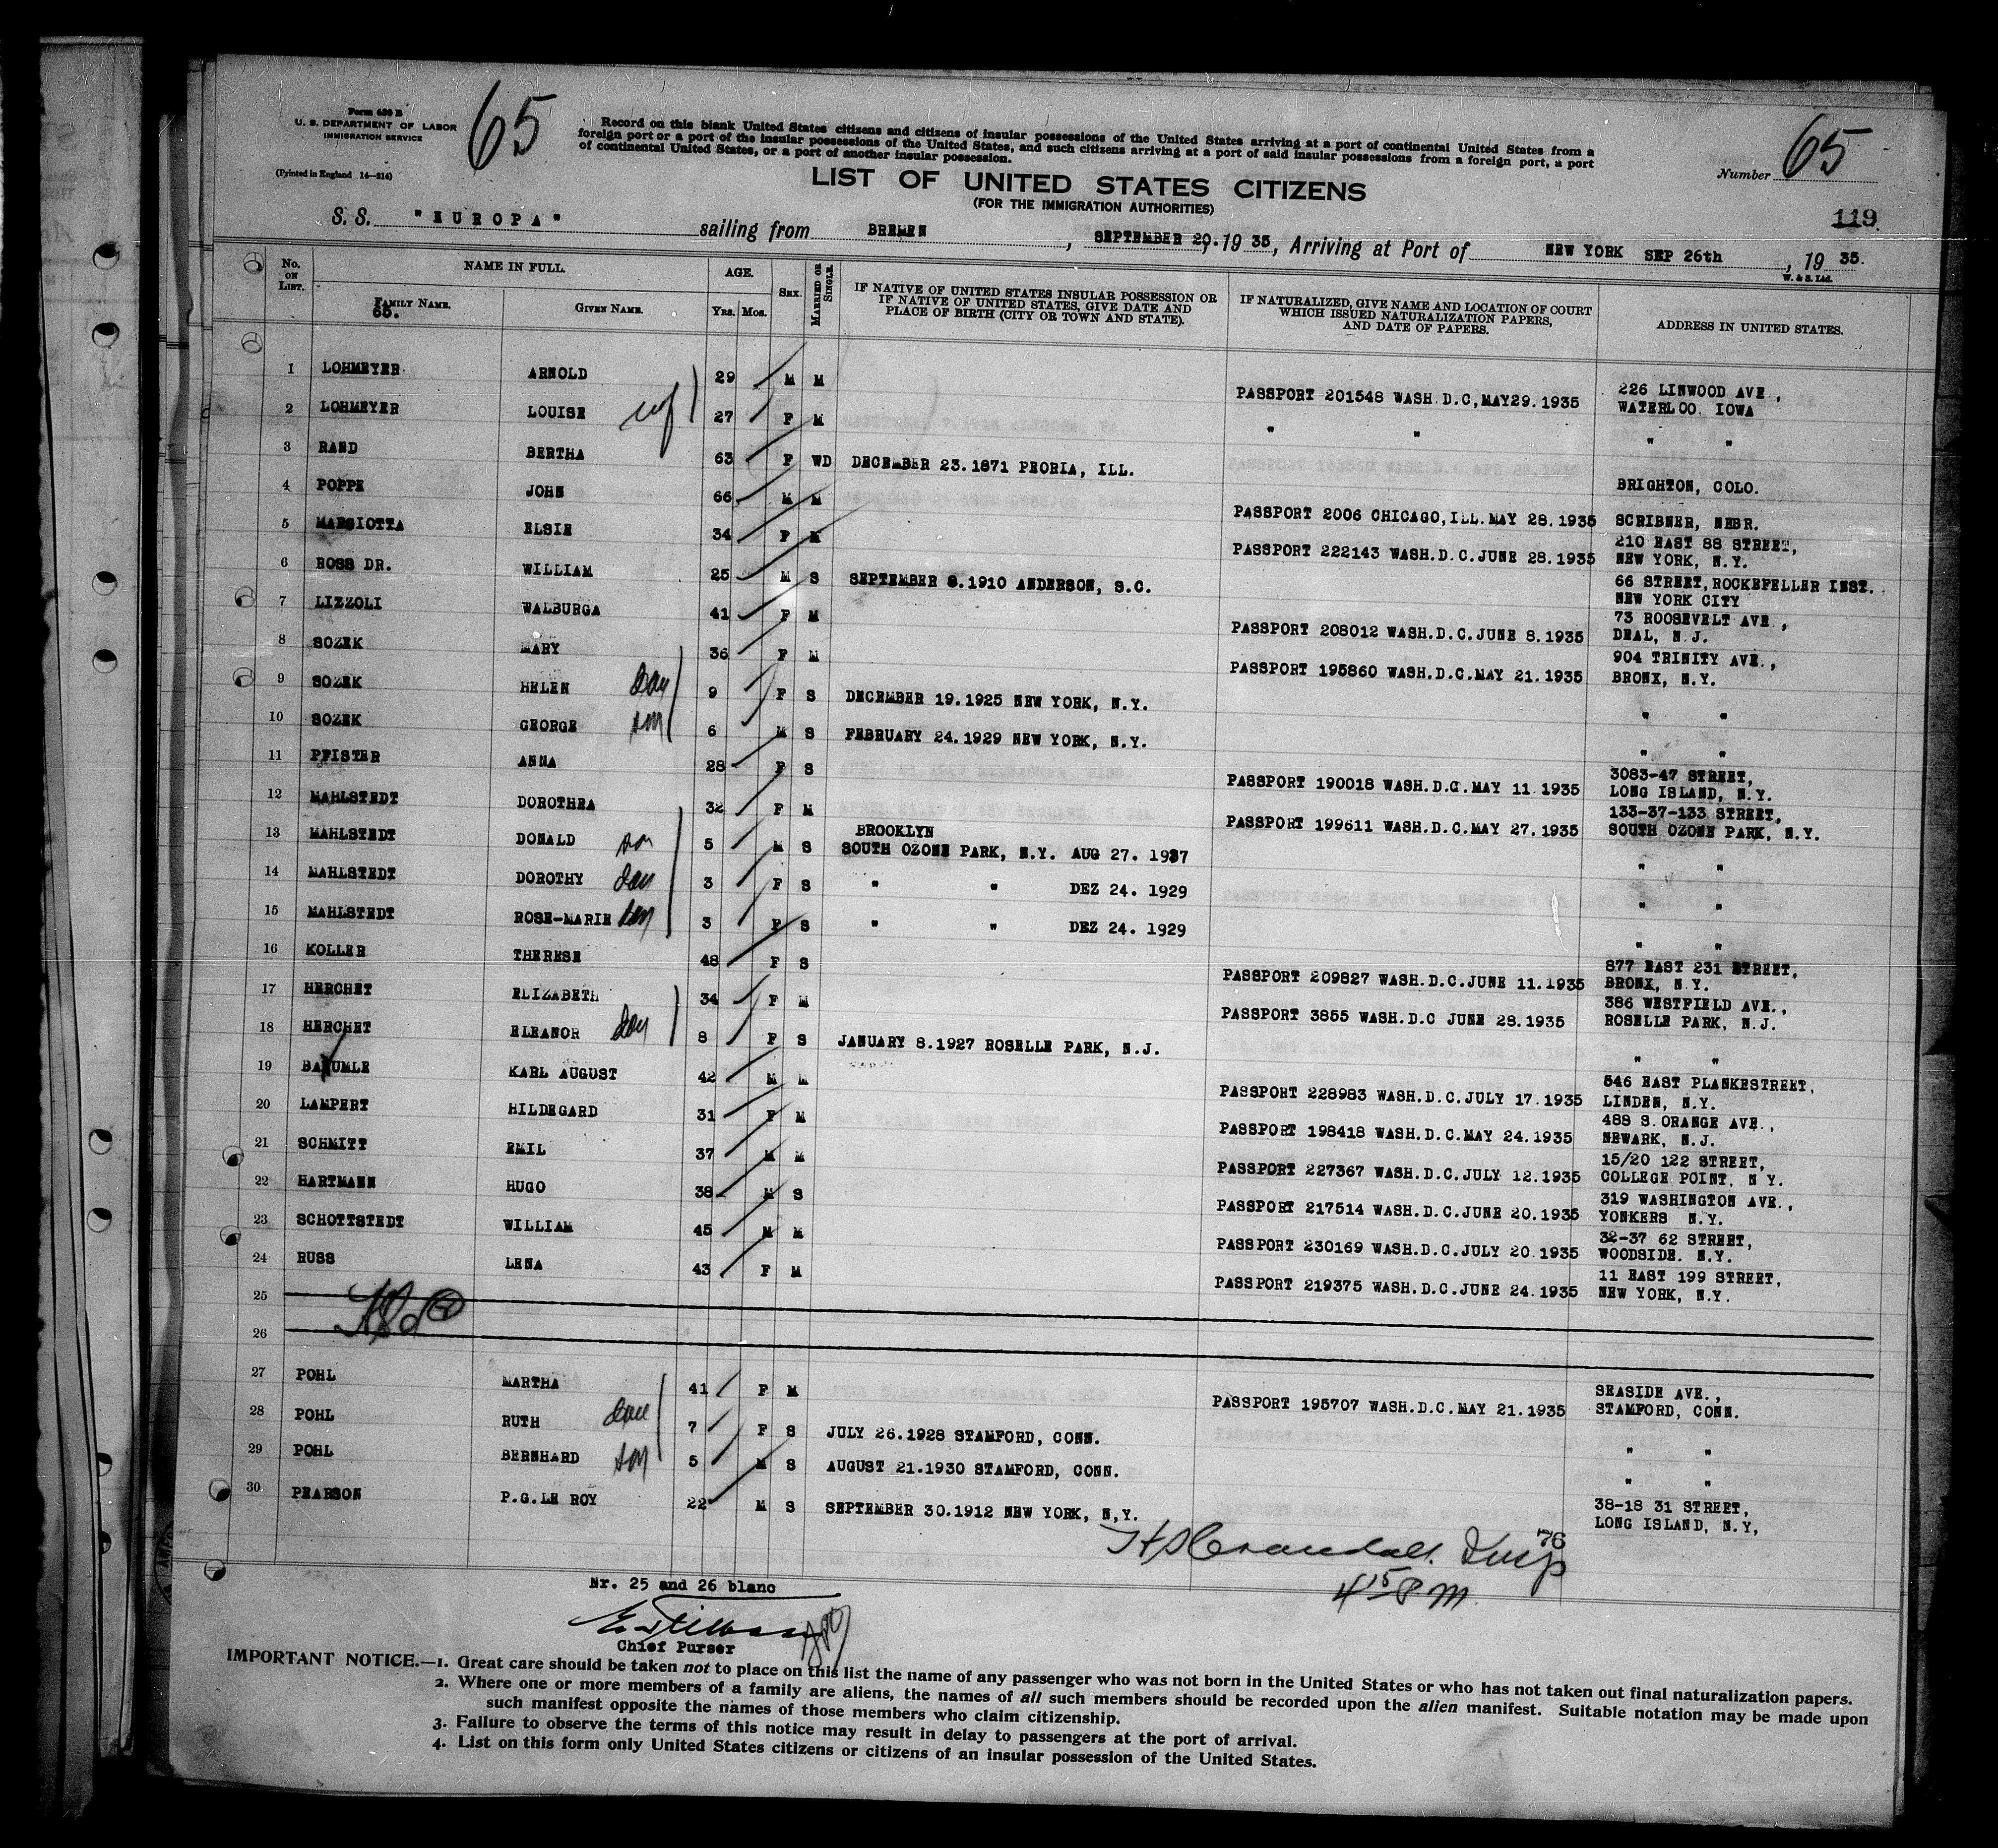 Form 630 B
U. S. DEPARTMENT OF LABOR
IMMIGRATION SERVICE
(Printed in England 14—214)
65
Record on this blank United States citizens and citizens of insular possessions of the United States arriving at a port of continental United States from a
foreign port or a port of the insular possessions of the United States, and such citizens arriving at a port of said insular possessions from a foreign port, a port
of continental United States, or a port of another insular possession.
65
Number
LIST OF UNITED STATES CITIZENS
(FOR THE IMMIGRATION AUTHORITIES)
119
S.S. "EUROPA" sailing from BREMEN, SEPTEMBER 20. 19 35, Arriving at Port of NEW YORK SEP 26th, 19 35.
W. & S. Ltd.
No. ON LIST. NAME IN FULL. AGE. SEX. MARRIED OR SINGLE. IF NATIVE OF UNITED STATES INSULAR POSSESSION OR IF NATIVE OF UNITED STATES, GIVE DATE AND PLACE OF BIRTH (CITY OR TOWN AND STATE). IF NATURALIZED, GIVE NAME AND LOCATION OF COURT WHICH ISSUED NATURALIZATION PAPERS, AND DATE OF PAPERS. ADDRESS IN UNITED STATES.
FAMILY NAME. GIVEN NAME. Yrs. Mos.
65.
1 LOHMEYER ARNOLD 29 M M PASSPORT 201548 WASH.D.C, MAY29.1935 226 LINWOOD AVE, WATERLOO, IOWA
2 LOHMEYER LOUISE wf 27 F M " " " "
3 RAND BERTHA 63 F WD DECEMBER 23.1871 PEORIA, ILL. BRIGHTON, COLO.
4 POPPE JOHN 66 M M PASSPORT 2006 CHICAGO, ILL. MAY 28.1935 SCRIBNER, NEBR.
5 MARSIOTTA ELSIE 34 F M PASSPORT 222143 WASH.D.C.JUNE 28.1935 210 EAST 88 STREET, NEW YORK, N.Y.
6 ROSS DR. WILLIAM 25 M S SEPTEMBER 8.1910 ANDERSON, S.C. 66 STREET, ROCKEFELLER INST. NEW YORK CITY
7 LIZZOLI WALBURGA 41 F M PASSPORT 208012 WASH.D.C.JUNE 8.1935 73 ROOSEVELT AVE, DEAL, N.J.
8 SOZEK MARY 36 F M PASSPORT 195860 WASH.D.C.MAY 21.1935 904 TRINITY AVE., BRONX, N.Y.
9 SOZEK HELEN Dau 9 F S DECEMBER 19.1925 NEW YORK, N.Y. " "
10 SOZEK GEORGE son 6 M S FEBRUARY 24.1929 NEW YORK, N.Y. " "
11 PFISTER ANNA 28 F S PASSPORT 190018 WASH.D.C.MAY 11.1935 3083-47 STREET, LONG ISLAND, N.Y.
12 MAHLSTEDT DOROTHEA 32 F M PASSPORT 199611 WASH.D.C.MAY 27.1935 133-37-133 STREET, SOUTH OZONE PARK, N.Y.
BROOKLYN
13 MAHLSTEDT DONALD son 5 M S SOUTH OZONE PARK, N.Y. AUG 27. 1937 " "
14 MAHLSTEDT DOROTHY dau 3 F S " " DEZ 24. 1929 " "
15 MAHLSTEDT ROSE-MARIE 3 F S " " DEZ 24. 1929 " "
16 KOLLER THERESE 48 F S PASSPORT 209827 WASH.D.C.JUNE 11.1935 877 EAST 231 STREET, BRONX, N.Y.
17 HERCHET ELIZABETH 34 F M PASSPORT 3855 WASH.D.C JUNE 28.1935 386 WESTFIELD AVE., ROSELLE PARK, N.J.
18 HERCHET ELEANOR Dau 8 F S JANUARY 8.1927 ROSELLE PARK, N.J. " "
19 BAEUMLE KARL AUGUST 42 M M PASSPORT 228983 WASH.D.C.JULY 17.1935 546 EAST PLANKESTREET, LINDEN, N.Y.
20 LAMPERT HILDEGARD 31 F M PASSPORT 198418 WASH.D.C.MAY 24.1935 488 S.ORANGE AVE., NEWARK, N.J.
21 SCHMITT EMIL 37 M M PASSPORT 227367 WASH.D.C.JULY 12.1935 15/20 122 STREET, COLLEGE POINT, N Y.
22 HARTMANN HUGO 38 M S PASSPORT 217514 WASH.D.C.JUNE 20.1935 319 WASHINGTON AVE., YONKERS N.Y.
23 SCHOTTSTEDT WILLIAM 45 M M PASSPORT 230169 WASH.D.C.JULY 20.1935 32-37 62 STREET, WOODSIDE. N.Y.
24 RUSS LENA 43 F M PASSPORT 219375 WASH.D.C.JUNE 24.1935 11 EAST 199 STREET, NEW YORK, N.Y.
25
26
27 POHL MARTHA 41 F M PASSPORT 195707 WASH.D.C.MAY 21.1935 SEASIDE AVE., STAMFORD, CONN.
28 POHL RUTH dau 7 F S JULY 26.1928 STAMFORD, CONN. " "
29 POHL BERNHARD son 5 M S AUGUST 21.1930 STAMFORD, CONN. " "
30 PEARSON P.G.LE ROY 22 M S SEPTEMBER 30.1912 NEW YORK, N,Y. 38-18 31 STREET, LONG ISLAND, N.Y,
76
HS Crandall. Insp
4 15 P M
Nr. 25 and 26 blanc
Chief Purser
IMPORTANT NOTICE.—1. Great care should be taken not to place on this list the name of any passenger who was not born in the United States or who has not taken out final naturalization papers.
2. Where one or more members of a family are aliens, the names of all such members should be recorded upon the alien manifest. Suitable notation may be made upon
such manifest opposite the names of those members who claim citizenship.
3. Failure to observe the terms of this notice may result in delay to passengers at the port of arrival.
4. List on this form only United States citizens or citizens of an insular possession of the United States.